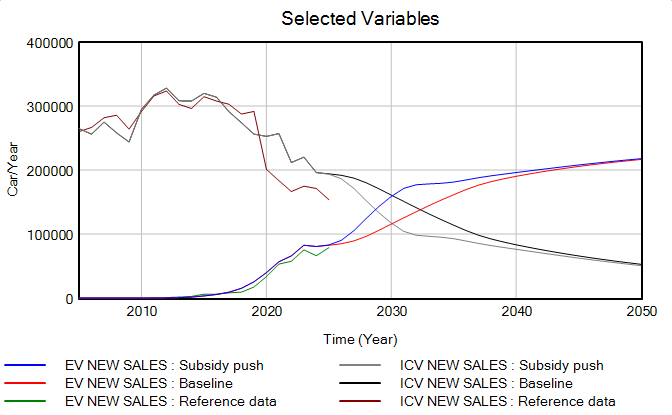 Selected Variables
400000
300000
200000
100000
0
Car/Year
2010 2020 2030 2040 2050
Time (Year)
EV NEW SALES : Subsidy push
EV NEW SALES : Baseline
EV NEW SALES : Reference data
ICV NEW SALES : Subsidy push
ICV NEW SALES : Baseline
ICV NEW SALES : Reference data